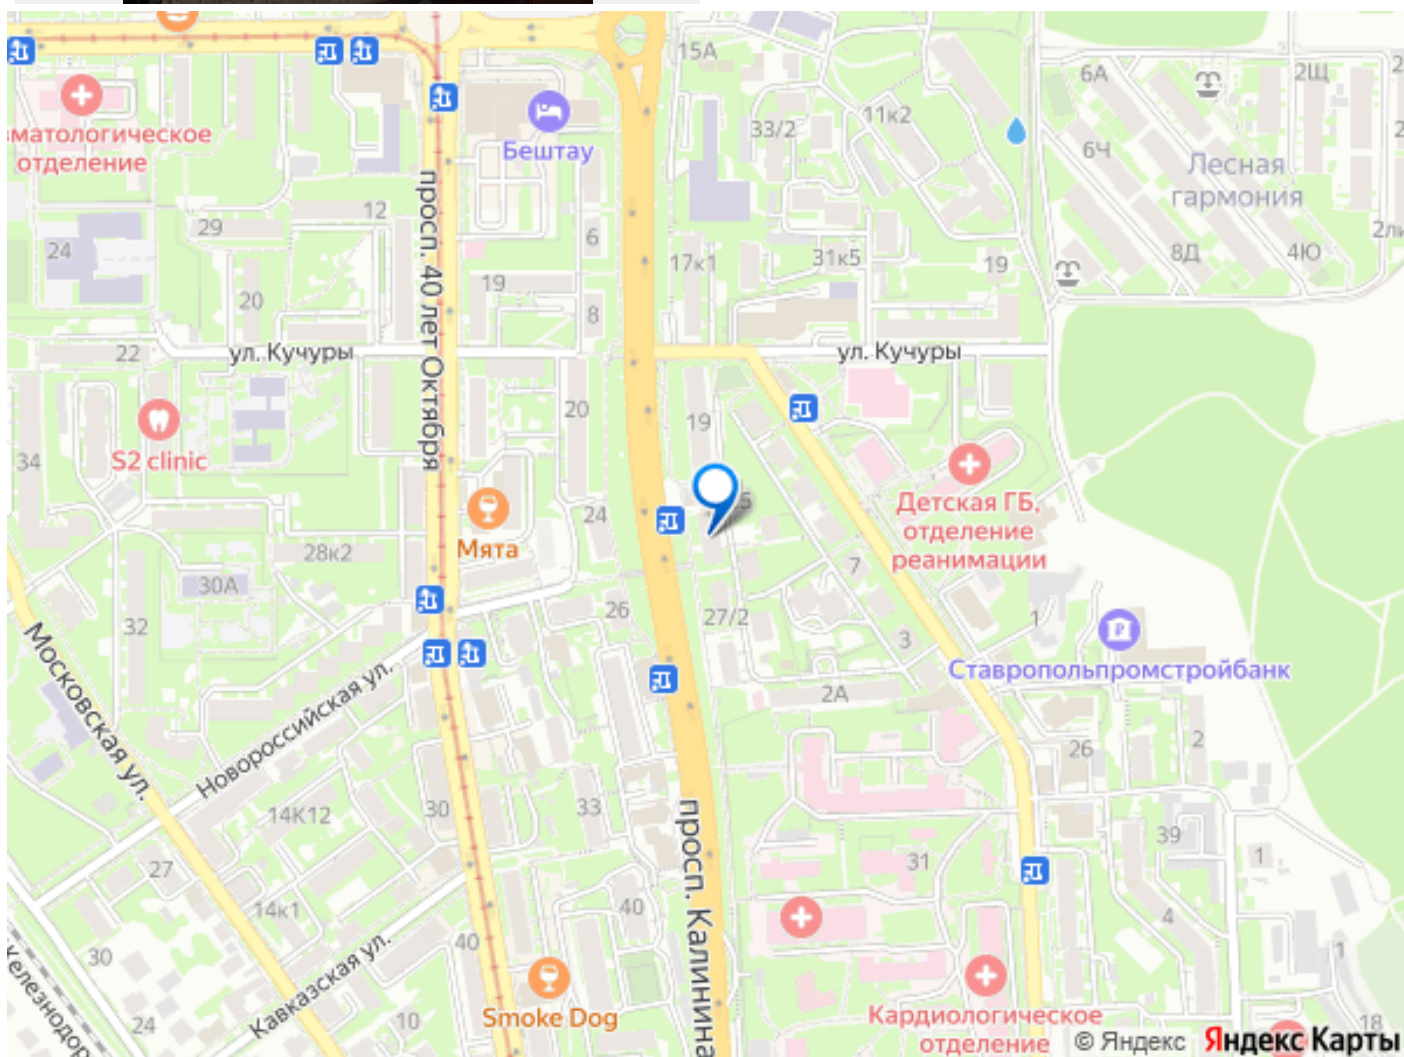 15А
6А
2Щ
11к2
33/2
6Ч
матологическое
отделение
Бештау
Лесная
гармония
просп. 40 лет Октября
12
29
24
6
17к1
31к5
19
8Д
4Ю
2ли
20
19
8
22
ул. Кучуры
ул. Кучуры
20
19
34
S2 clinic
Детская ГБ,
отделение
реанимации
24
28к2
Мята
30А
7
32
26
27/2
3
1
Ставропольпромстройбанк
Московская ул.
Новороссийская ул.
2А
26
2
14К12
30
33
просп. Калинина
39
27
31
1
14к1
40
4
30
Кавказская ул.
40
1
24
10
Smoke Dog
Кардиологическое
отделение
18
© Яндекс Яндекс Карты